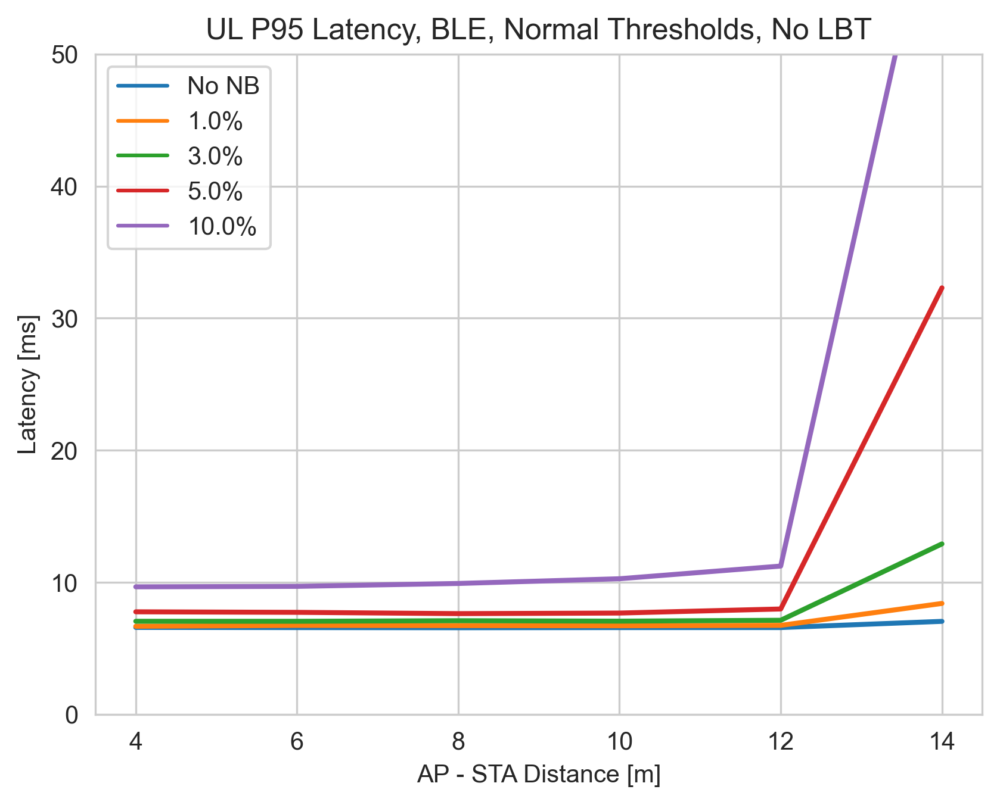 UL P95 Latency, BLE, Normal Thresholds, No LBT
50
40
30
20
10
0
Latency [ms]
No NB
1.0%
3.0%
5.0%
10.0%
4 6 8 10 12 14
AP - STA Distance [m]